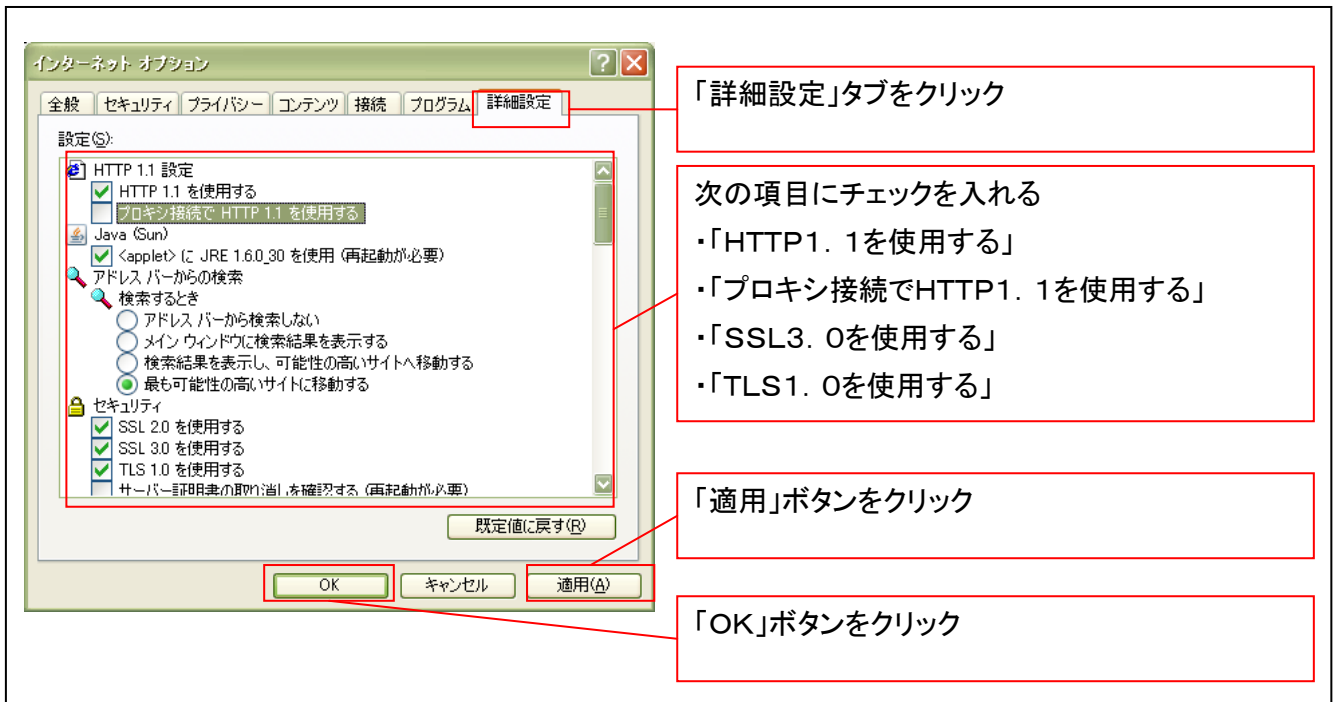 インターネット オプション
全般 セキュリティ プライバシー コンテンツ 接続 プログラム 詳細設定
設定(S):
HTTP 1.1 設定
HTTP 1.1 を使用する
プロキシ接続で HTTP 1.1 を使用する
Java (Sun)
<applet> に JRE 1.6.0_30 を使用 (再起動が必要)
アドレス バーからの検索
検索するとき
アドレス バーから検索しない
メイン ウィンドウに検索結果を表示する
検索結果を表示し、可能性の高いサイトへ移動する
最も可能性の高いサイトに移動する
セキュリティ
SSL 2.0 を使用する
SSL 3.0 を使用する
TLS 1.0 を使用する
サーバー証明書の取り消しを確認する (再起動が必要)
既定値に戻す(R)
OK キャンセル 適用(A)
「詳細設定」タブをクリック
次の項目にチェックを入れる
・「HTTP1．1を使用する」
・「プロキシ接続でHTTP1．1を使用する」
・「SSL3．0を使用する」
・「TLS1．0を使用する」
「適用」ボタンをクリック
「OK」ボタンをクリック